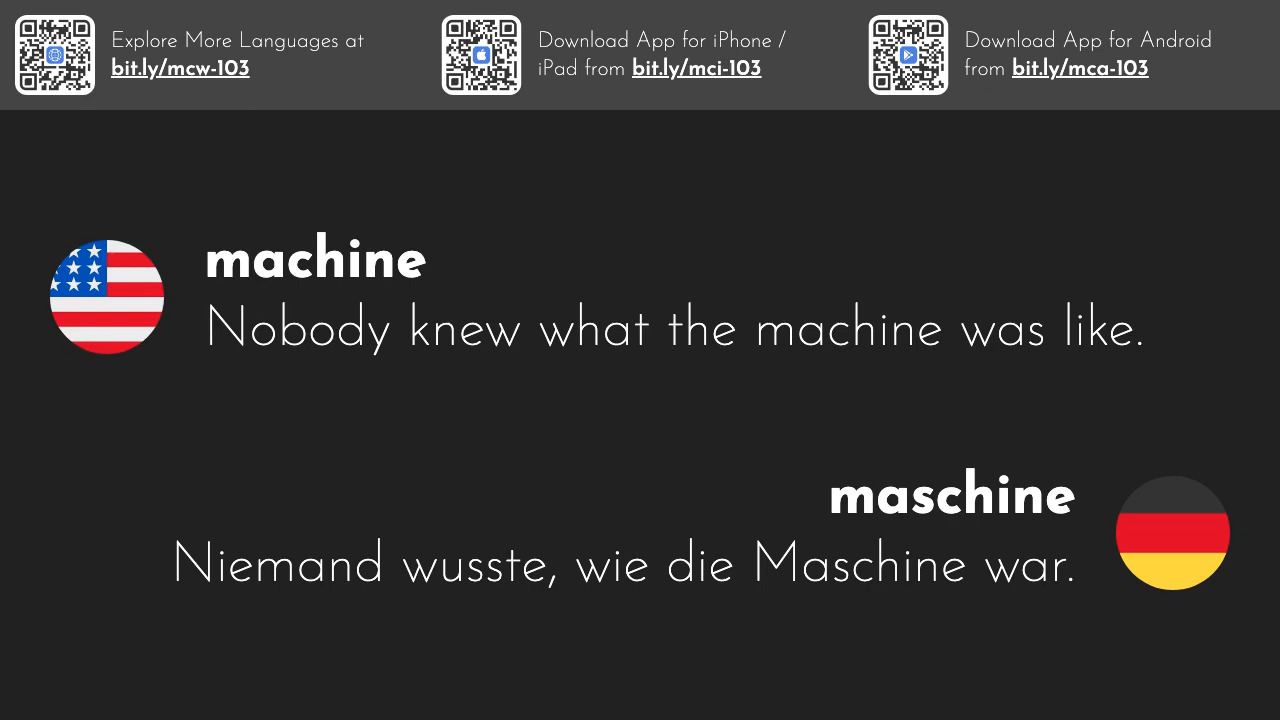 Explore More Languages at
bit.ly/mcw-103
Download App for iPhone /
iPad from bit.ly/mci-103
Download App for Android
from bit.ly/mca-103
machine
Nobody knew what the machine was like.
maschine
Niemand wusste, wie die Maschine war.